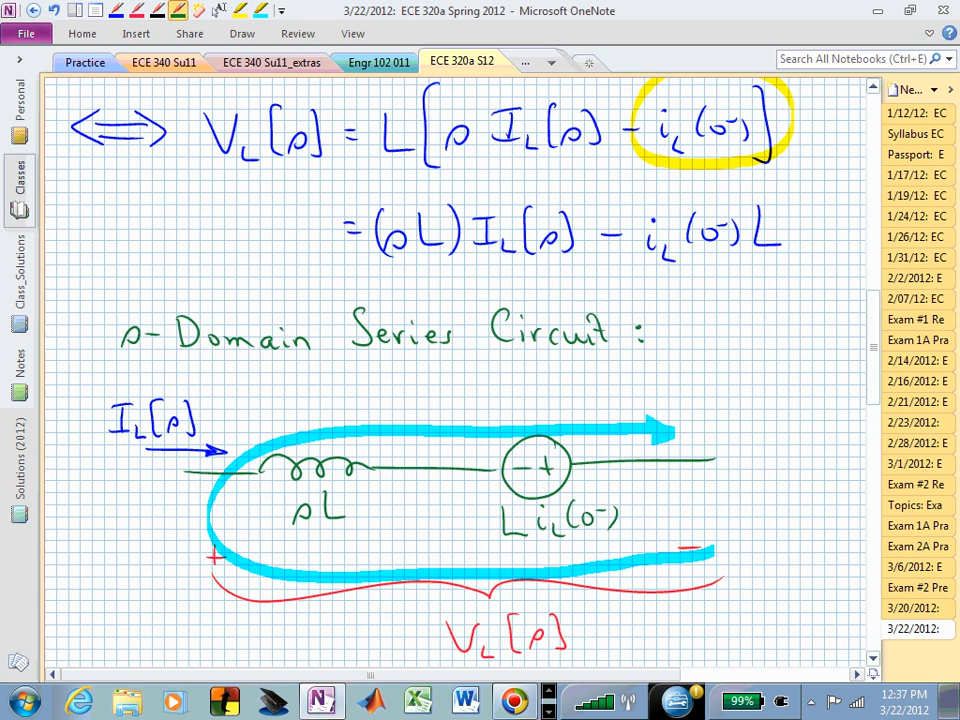 3/22/2012: ECE 320a Spring 2012 - Microsoft OneNote
File Home Insert Share Draw Review View
Practice ECE 340 Su11 ECE 340 Su11_extras Engr 102 011 ECE 320a S12 ... Search All Notebooks (Ctrl+E)
Personal
Classes
Class_Solutions
Notes
Solutions (2012)
⟺ V_L[s] = L[s I_L[s] - i_L(0⁻)]
= (sL) I_L[s] - i_L(0⁻) L
s-Domain Series Circuit :
I_L[s]
- +
sL
L i_L(0⁻)
+ -
V_L[s]
Ne...
1/12/12: EC
Syllabus EC
Passport: E
1/17/12: EC
1/19/12: EC
1/24/12: EC
1/26/12: EC
1/31/12: EC
2/2/2012: E
2/07/12: EC
Exam #1 Re
Exam 1A Pra
2/14/2012: E
2/16/2012: E
2/21/2012: E
2/23/2012:
2/28/2012: E
3/1/2012: E
Exam #2 Re
Topics: Exa
Exam 1A Pra
Exam 2A Pra
3/6/2012: E
Exam #2 Pre
3/20/2012:
3/22/2012:
99%
12:37 PM
3/22/2012